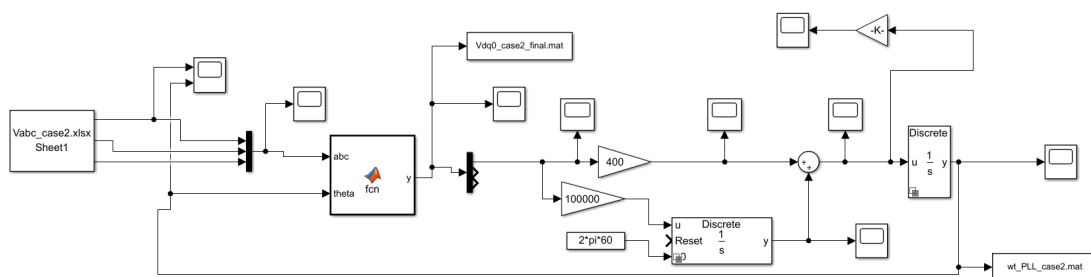 Vdq0_case2_final.mat
-K-
Vabc_case2.xlsx
Sheet1
abc
theta
fcn
y
400
100000
2*pi*60
Discrete
u
Reset
1
s
y
Discrete
u
1
s
y
wt_PLL_case2.mat